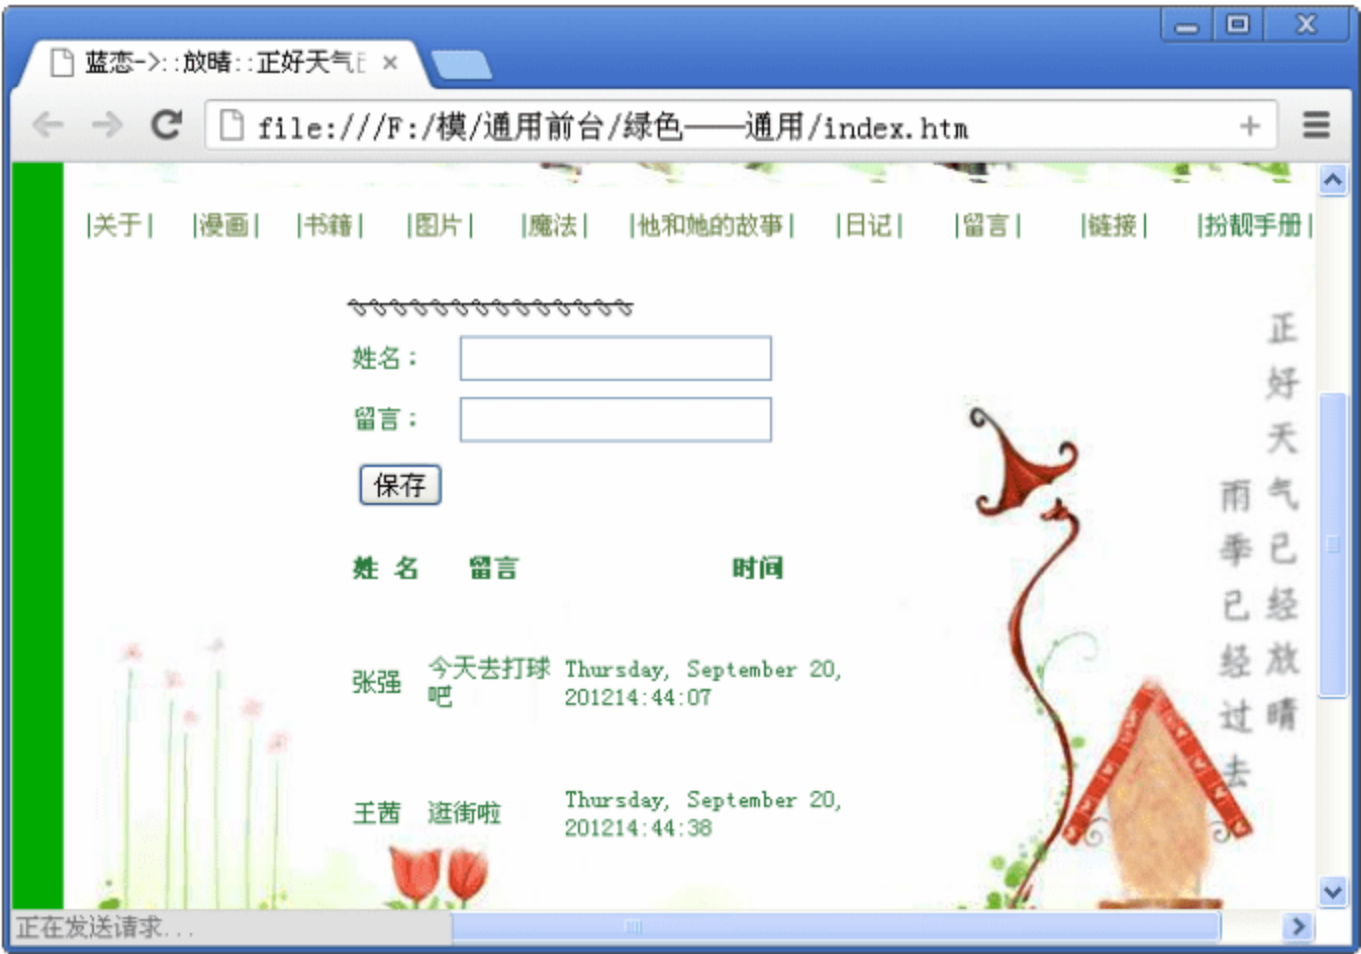 蓝恋->::放晴::正好天气
file:///F:/模/通用前台/绿色——通用/index.htm
|关于| |漫画| |书籍| |图片| |魔法| |他和她的故事| |日记| |留言| |链接| |扮靓手册|
姓名：
留言：
保存
姓 名 留言 时间
张强 今天去打球吧 Thursday, September 20, 201214:44:07
王茜 逛街啦 Thursday, September 20, 201214:44:38
正好天气已经放晴
雨季已经过去
正在发送请求...